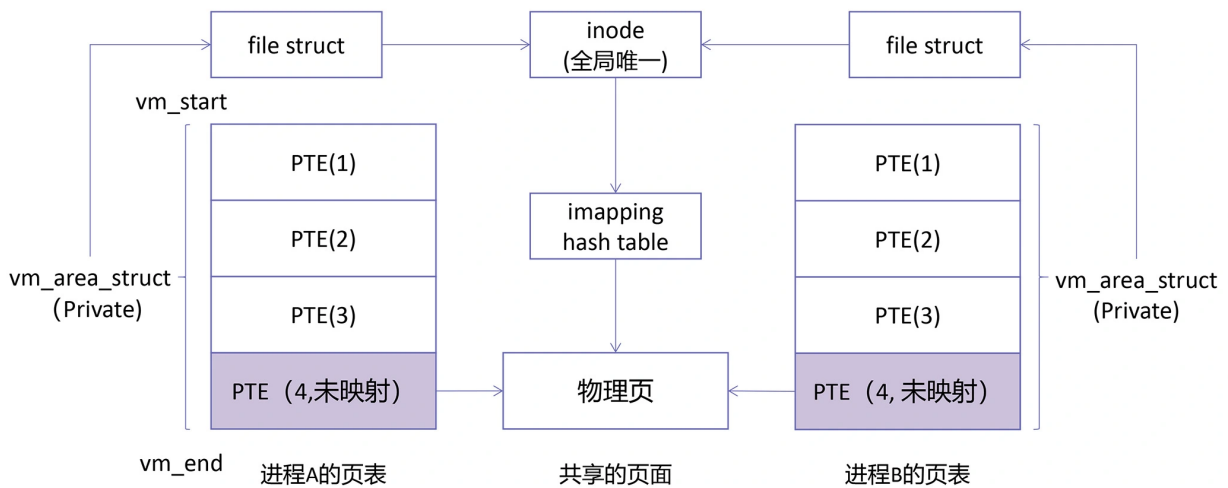 file struct
inode
(全局唯一)
file struct
vm_start
PTE(1)
PTE(1)
PTE(2)
imapping
hash table
PTE(2)
vm_area_struct
（Private)
PTE(3)
PTE(3)
vm_area_struct
(Private)
PTE（4,未映射）
物理页
PTE（4, 未映射）
vm_end
进程A的页表
共享的页面
进程B的页表